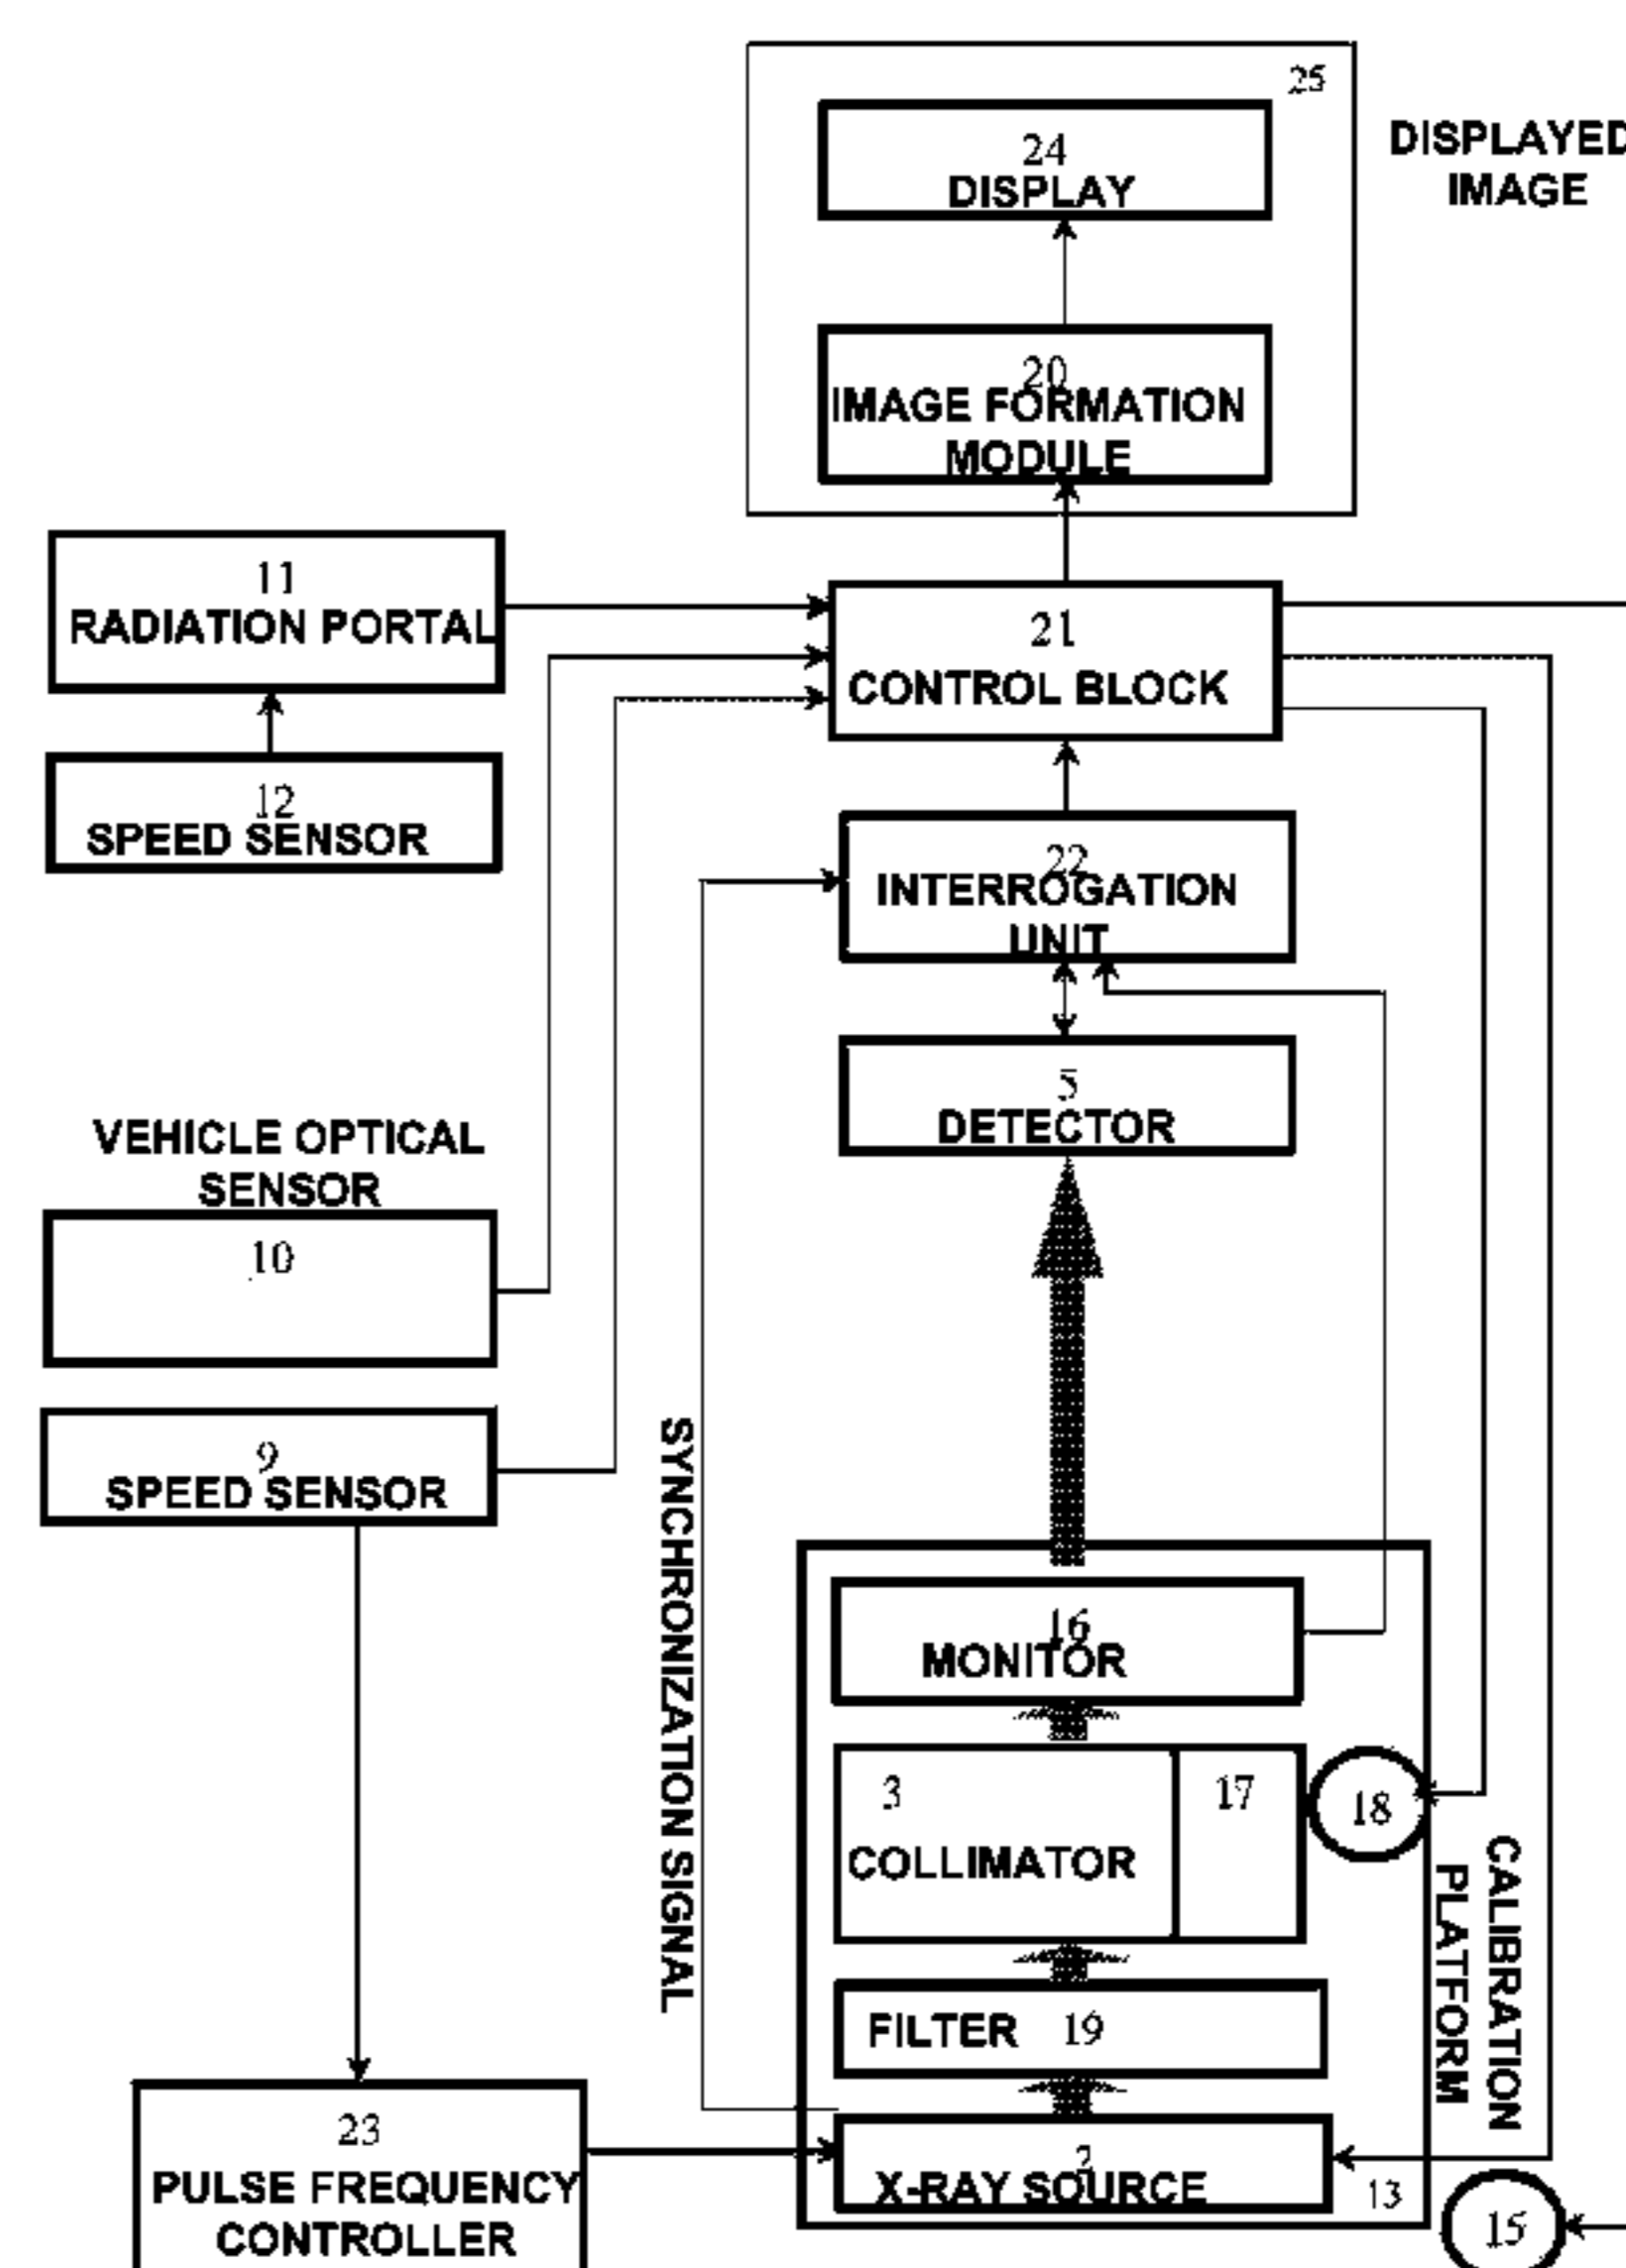 25
24
DISPLAY
DISPLAYED
IMAGE
20
IMAGE FORMATION
MODULE
11
RADIATION PORTAL
21
CONTROL BLOCK
12
SPEED SENSOR
22
INTERROGATION
UNIT
5
DETECTOR
VEHICLE OPTICAL
SENSOR
10
9
SPEED SENSOR
SYNCHRONIZATION SIGNAL
16
MONITOR
3
COLLIMATOR
17
18
CALIBRATION
PLATFORM
FILTER 19
23
PULSE FREQUENCY
CONTROLLER
2
X-RAY SOURCE
13
15